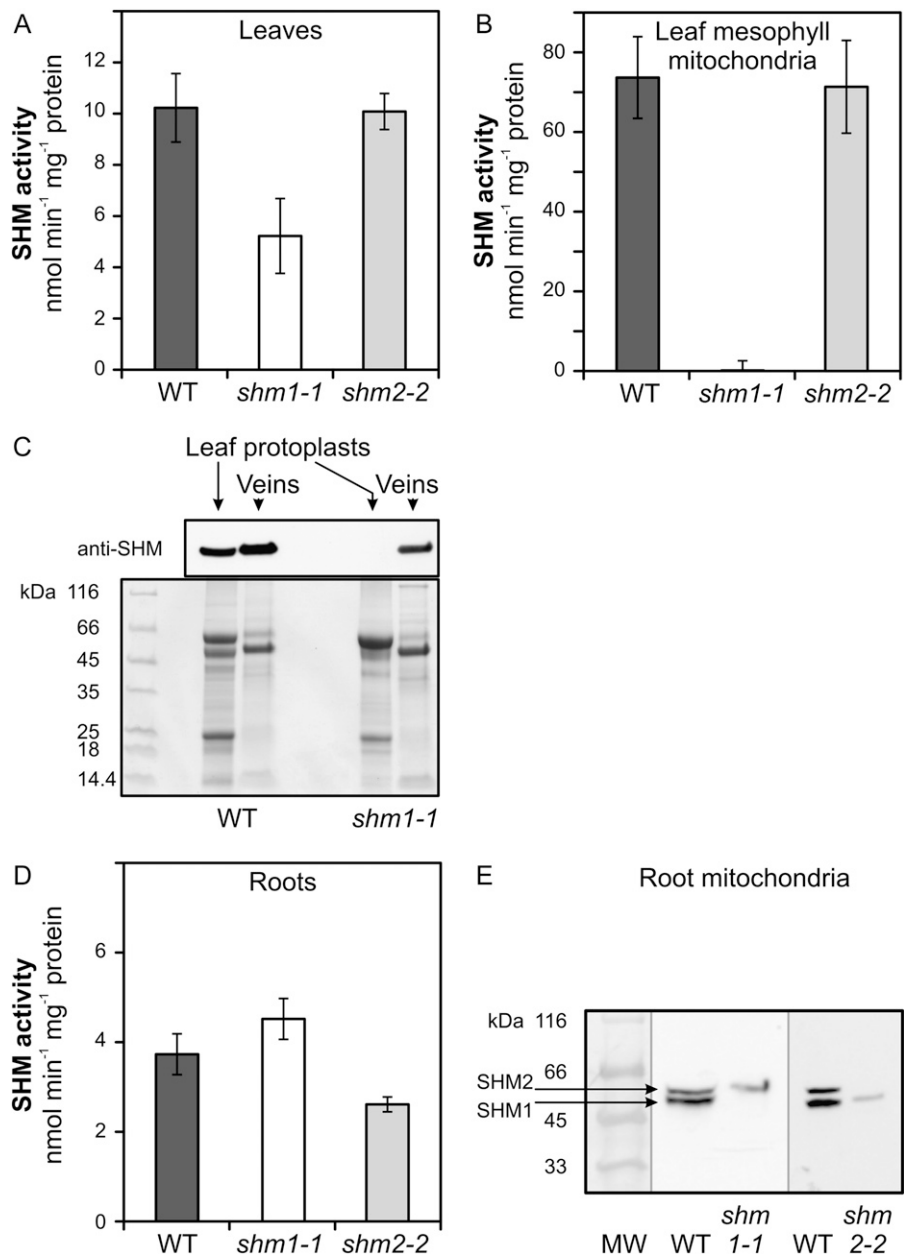 A
Leaves
SHM activity
nmol min⁻¹ mg⁻¹ protein
12
10
8
6
4
2
0
WT shm1-1 shm2-2
B
Leaf mesophyll
mitochondria
SHM activity
nmol min⁻¹ mg⁻¹ protein
80
60
40
20
0
WT shm1-1 shm2-2
C
Leaf protoplasts
Veins Veins
anti-SHM
kDa 116
66
45
35
25
18
14.4
WT shm1-1
D
Roots
SHM activity
nmol min⁻¹ mg⁻¹ protein
6
4
2
0
WT shm1-1 shm2-2
E
Root mitochondria
kDa 116
66
SHM2
SHM1
45
33
MW WT shm 1-1 WT shm 2-2